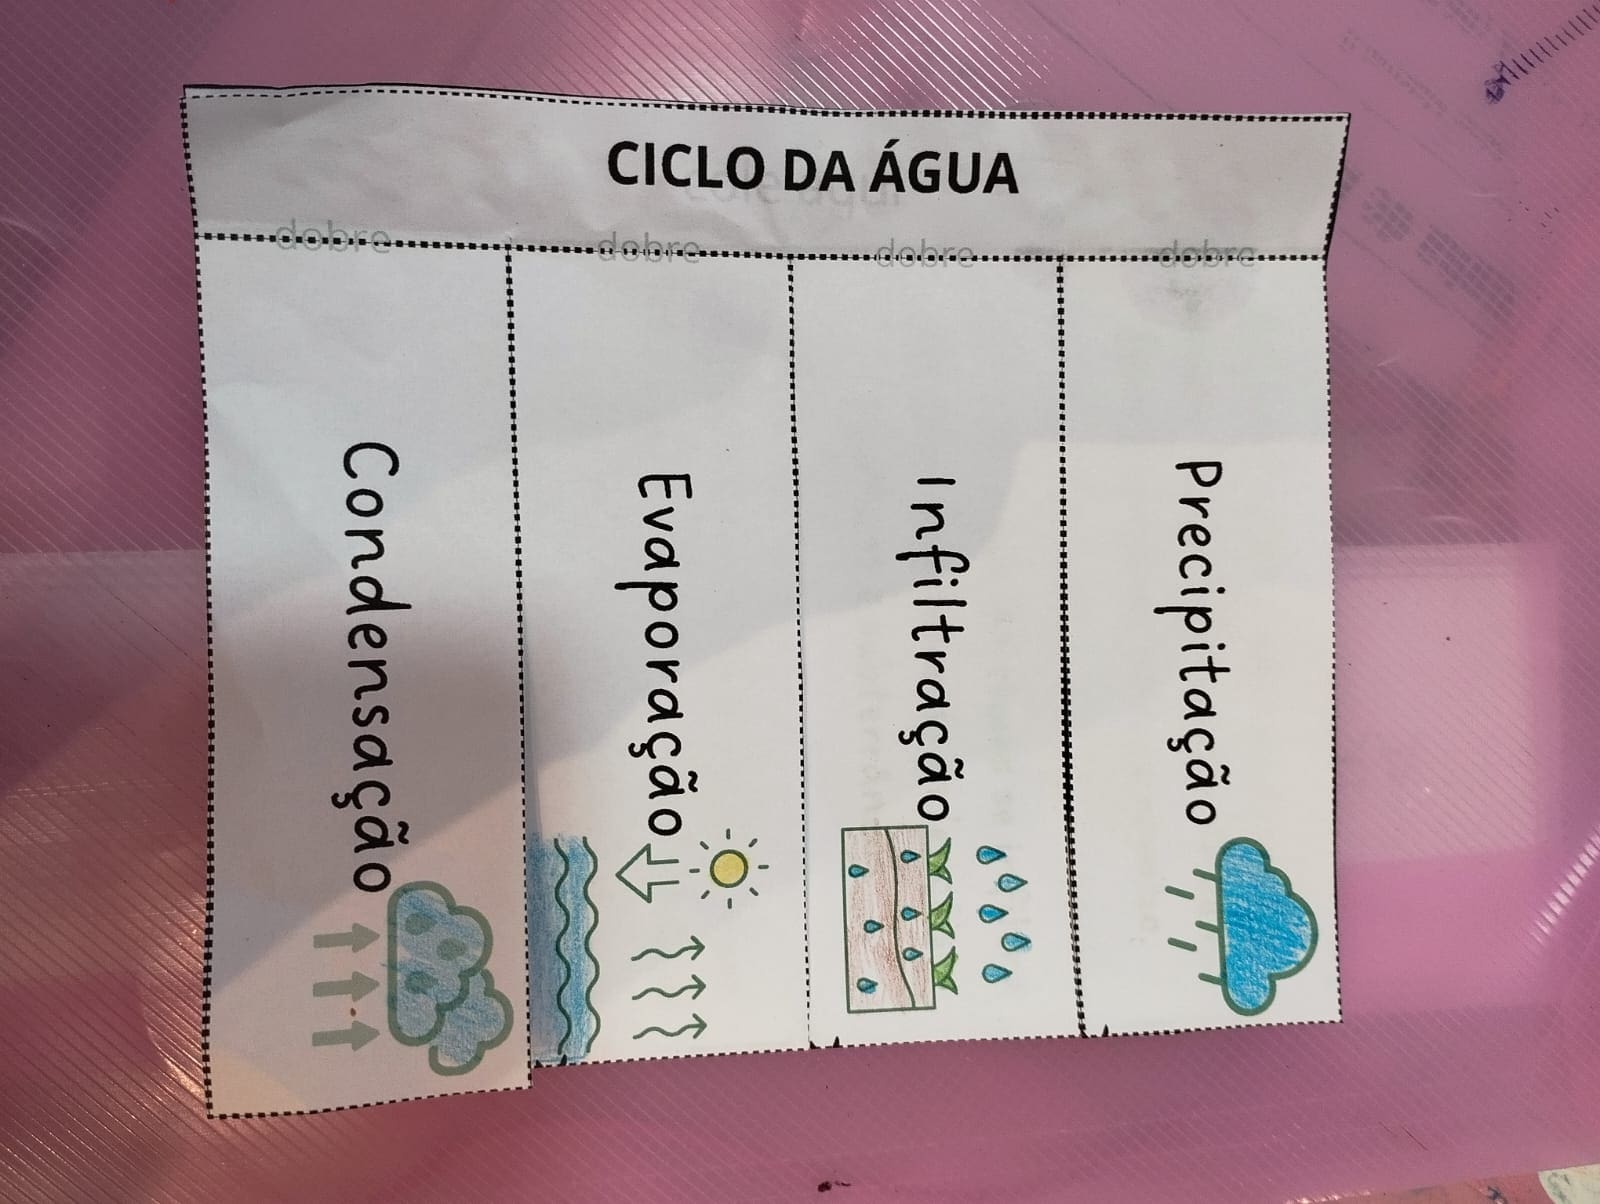 CICLO DA ÁGUA
dobre dobre dobre dobre
Condensação
Evaporação
Infiltração
Precipitação